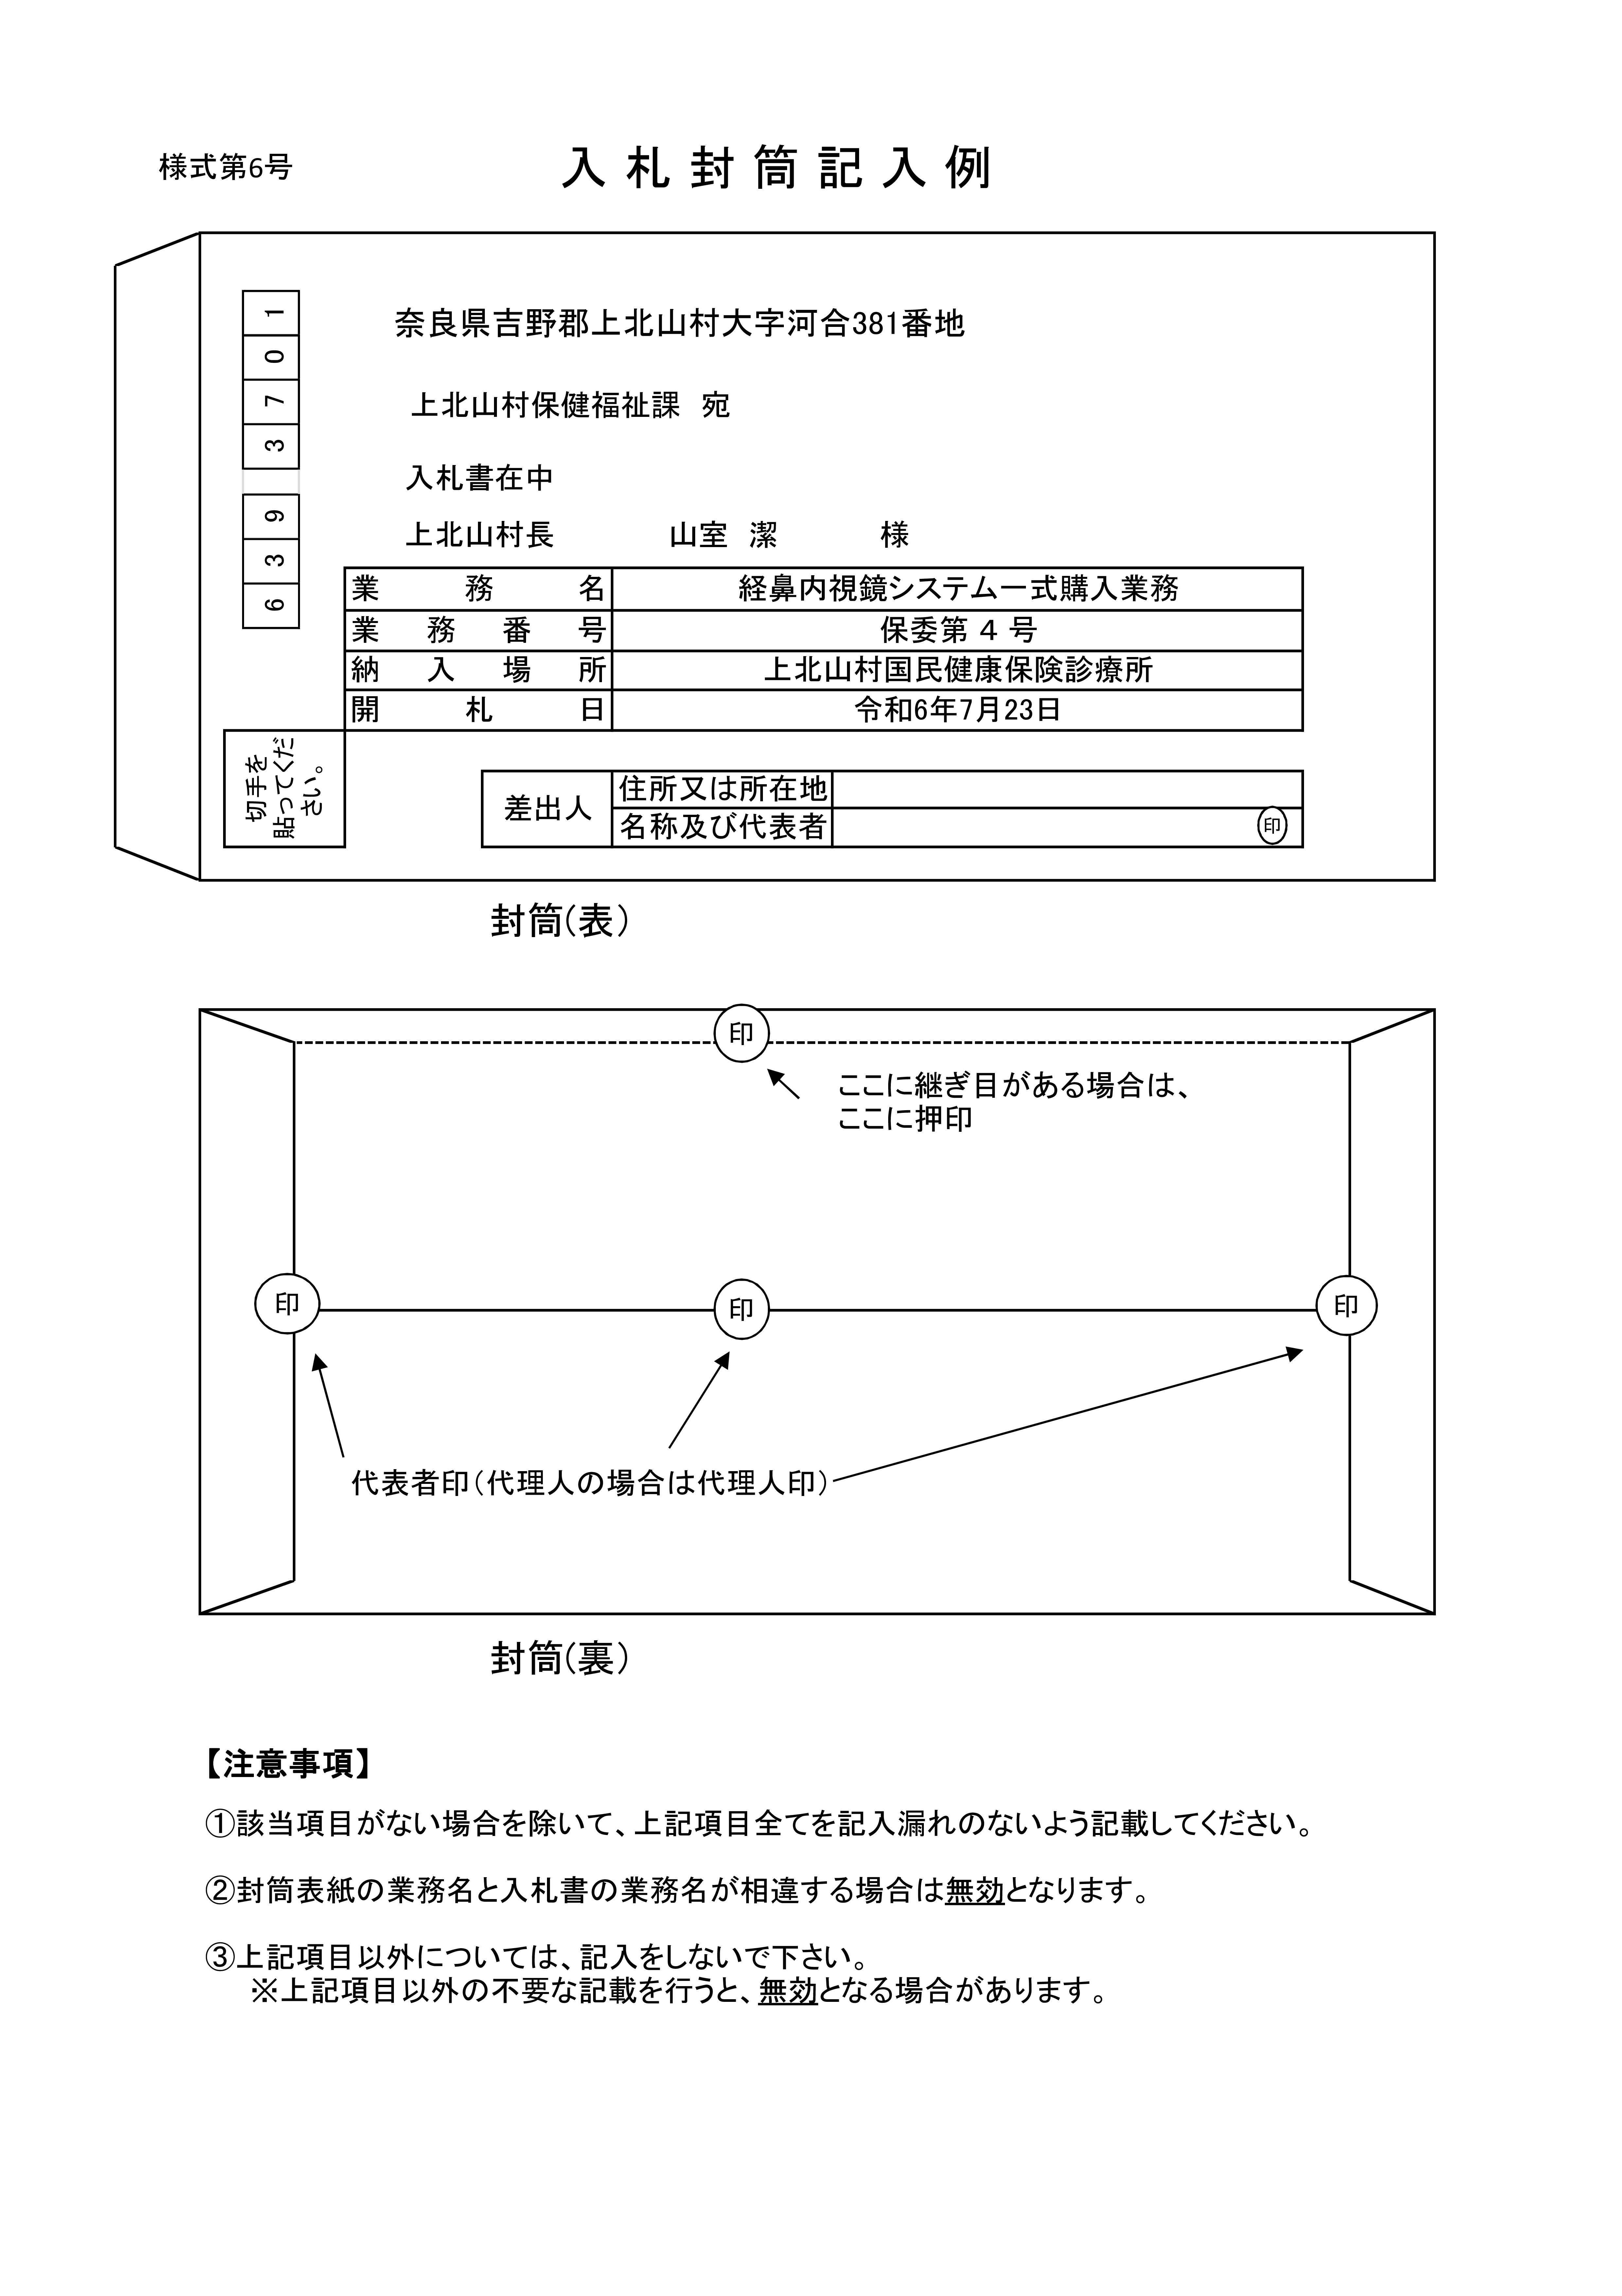 様式第6号
入札封筒記入例
1
0
7
3
9
3
6
奈良県吉野郡上北山村大字河合381番地
上北山村保健福祉課 宛
入札書在中
上北山村長 山室 潔 様
業務名 経鼻内視鏡システム一式購入業務
業務番号 保委第 4 号
納入場所 上北山村国民健康保険診療所
開札日 令和6年7月23日
切手を
貼ってくだ
さい。
差出人
住所又は所在地
名称及び代表者 印
封筒(表)
印
ここに継ぎ目がある場合は、
ここに押印
印 印 印
代表者印(代理人の場合は代理人印)
封筒(裏)
【注意事項】
①該当項目がない場合を除いて、上記項目全てを記入漏れのないよう記載してください。
②封筒表紙の業務名と入札書の業務名が相違する場合は無効となります。
③上記項目以外については、記入をしないで下さい。
※上記項目以外の不要な記載を行うと、無効となる場合があります。